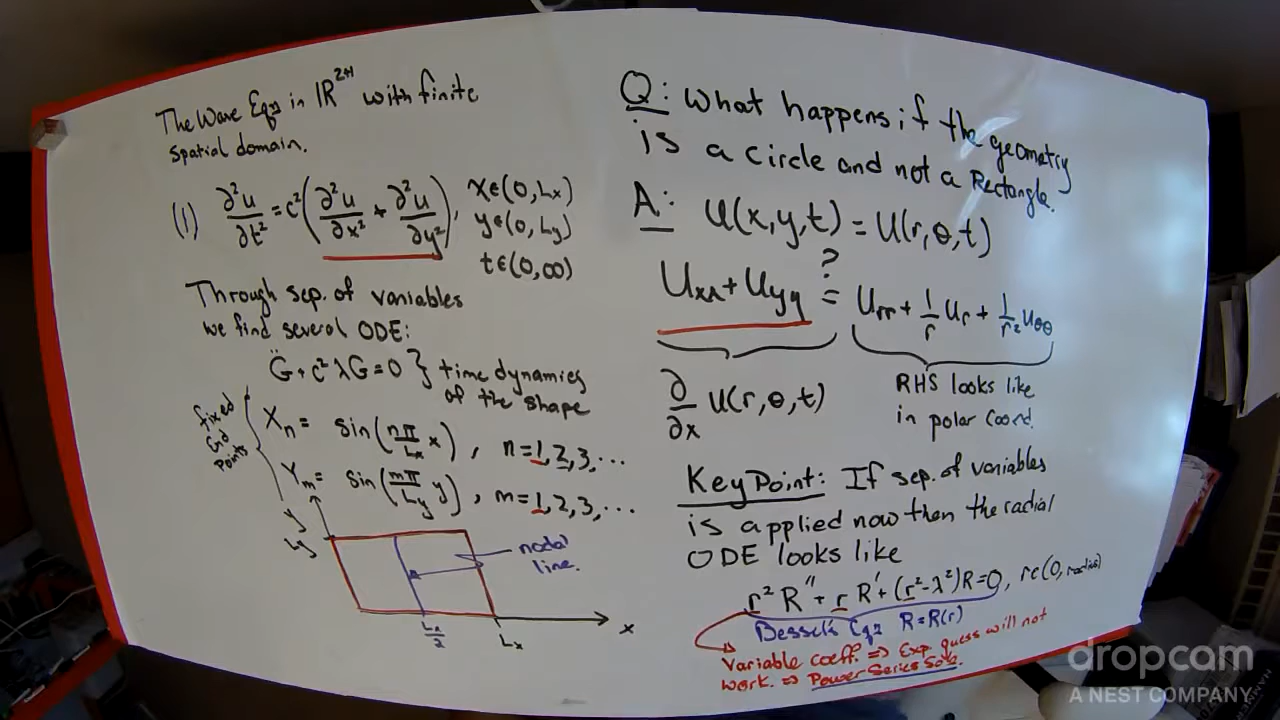 The Wave Eqn in ℝ²⁺¹ with finite
spatial domain.
(1) ∂²u/∂t² = c²(∂²u/∂x² + ∂²u/∂y²), x∈(0,Lx)
y∈(0,Ly)
t∈(0,∞)
Through sep. of variables
we find several ODE:
G̈ + c²λG = 0 } time dynamics
of the shape
fixed
End
Points
Xn = sin(nπ/Lx x), n = 1,2,3,...
Ym = sin(mπ/Ly y), m = 1,2,3,...
y
Ly
nodal
line.
Lx/2
Lx
x
Q: What happens if the geometry
is a circle and not a Rectangle.
A: U(x,y,t) = U(r,θ,t)
Uxx + Uyy ?= Urr + 1/r Ur + 1/r² Uθθ
∂/∂x U(r,θ,t)
RHS looks like
in polar coord.
Key Point: If sep. of variables
is applied now then the radial
ODE looks like
r²R'' + rR' + (r²-λ²)R = 0, r∈(0,radius)
Bessel's Eqn R=R(r)
Variable coeff. ⇒ Exp guess will not
work. ⇒ Power Series Soln.
dropcam
A NEST COMPANY